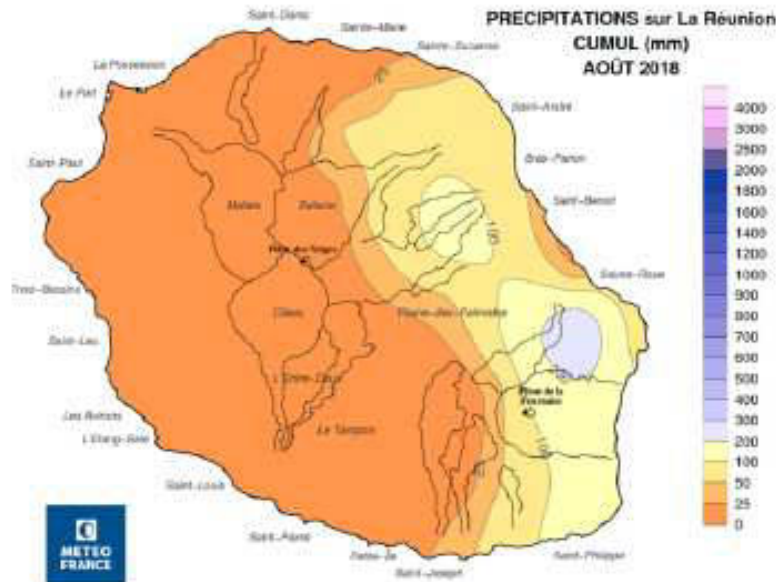 PRECIPITATIONS sur La Réunion
CUMUL (mm)
AOÛT 2018
Saint-Denis
Sainte-Marie
Sainte-Suzanne
La Possession
Le Port
Saint-André
Bras-Panon
Saint-Paul
Saint-Benoit
Mafate
Salazie
Piton des Neiges
Sainte-Rose
Trois-Bassins
Cilaos
Plaine-des-Palmistes
Saint-Leu
L'Entre-Deux
Piton de la Fournaise
Les Avirons
L'Etang-Salé
Le Tampon
Saint-Louis
Saint-Pierre
Petite-Ile
Saint-Joseph
Saint-Philippe
100
100
4000
3000
2500
2000
1800
1600
1400
1200
1000
900
800
700
600
500
400
300
200
100
50
25
0
METEO
FRANCE